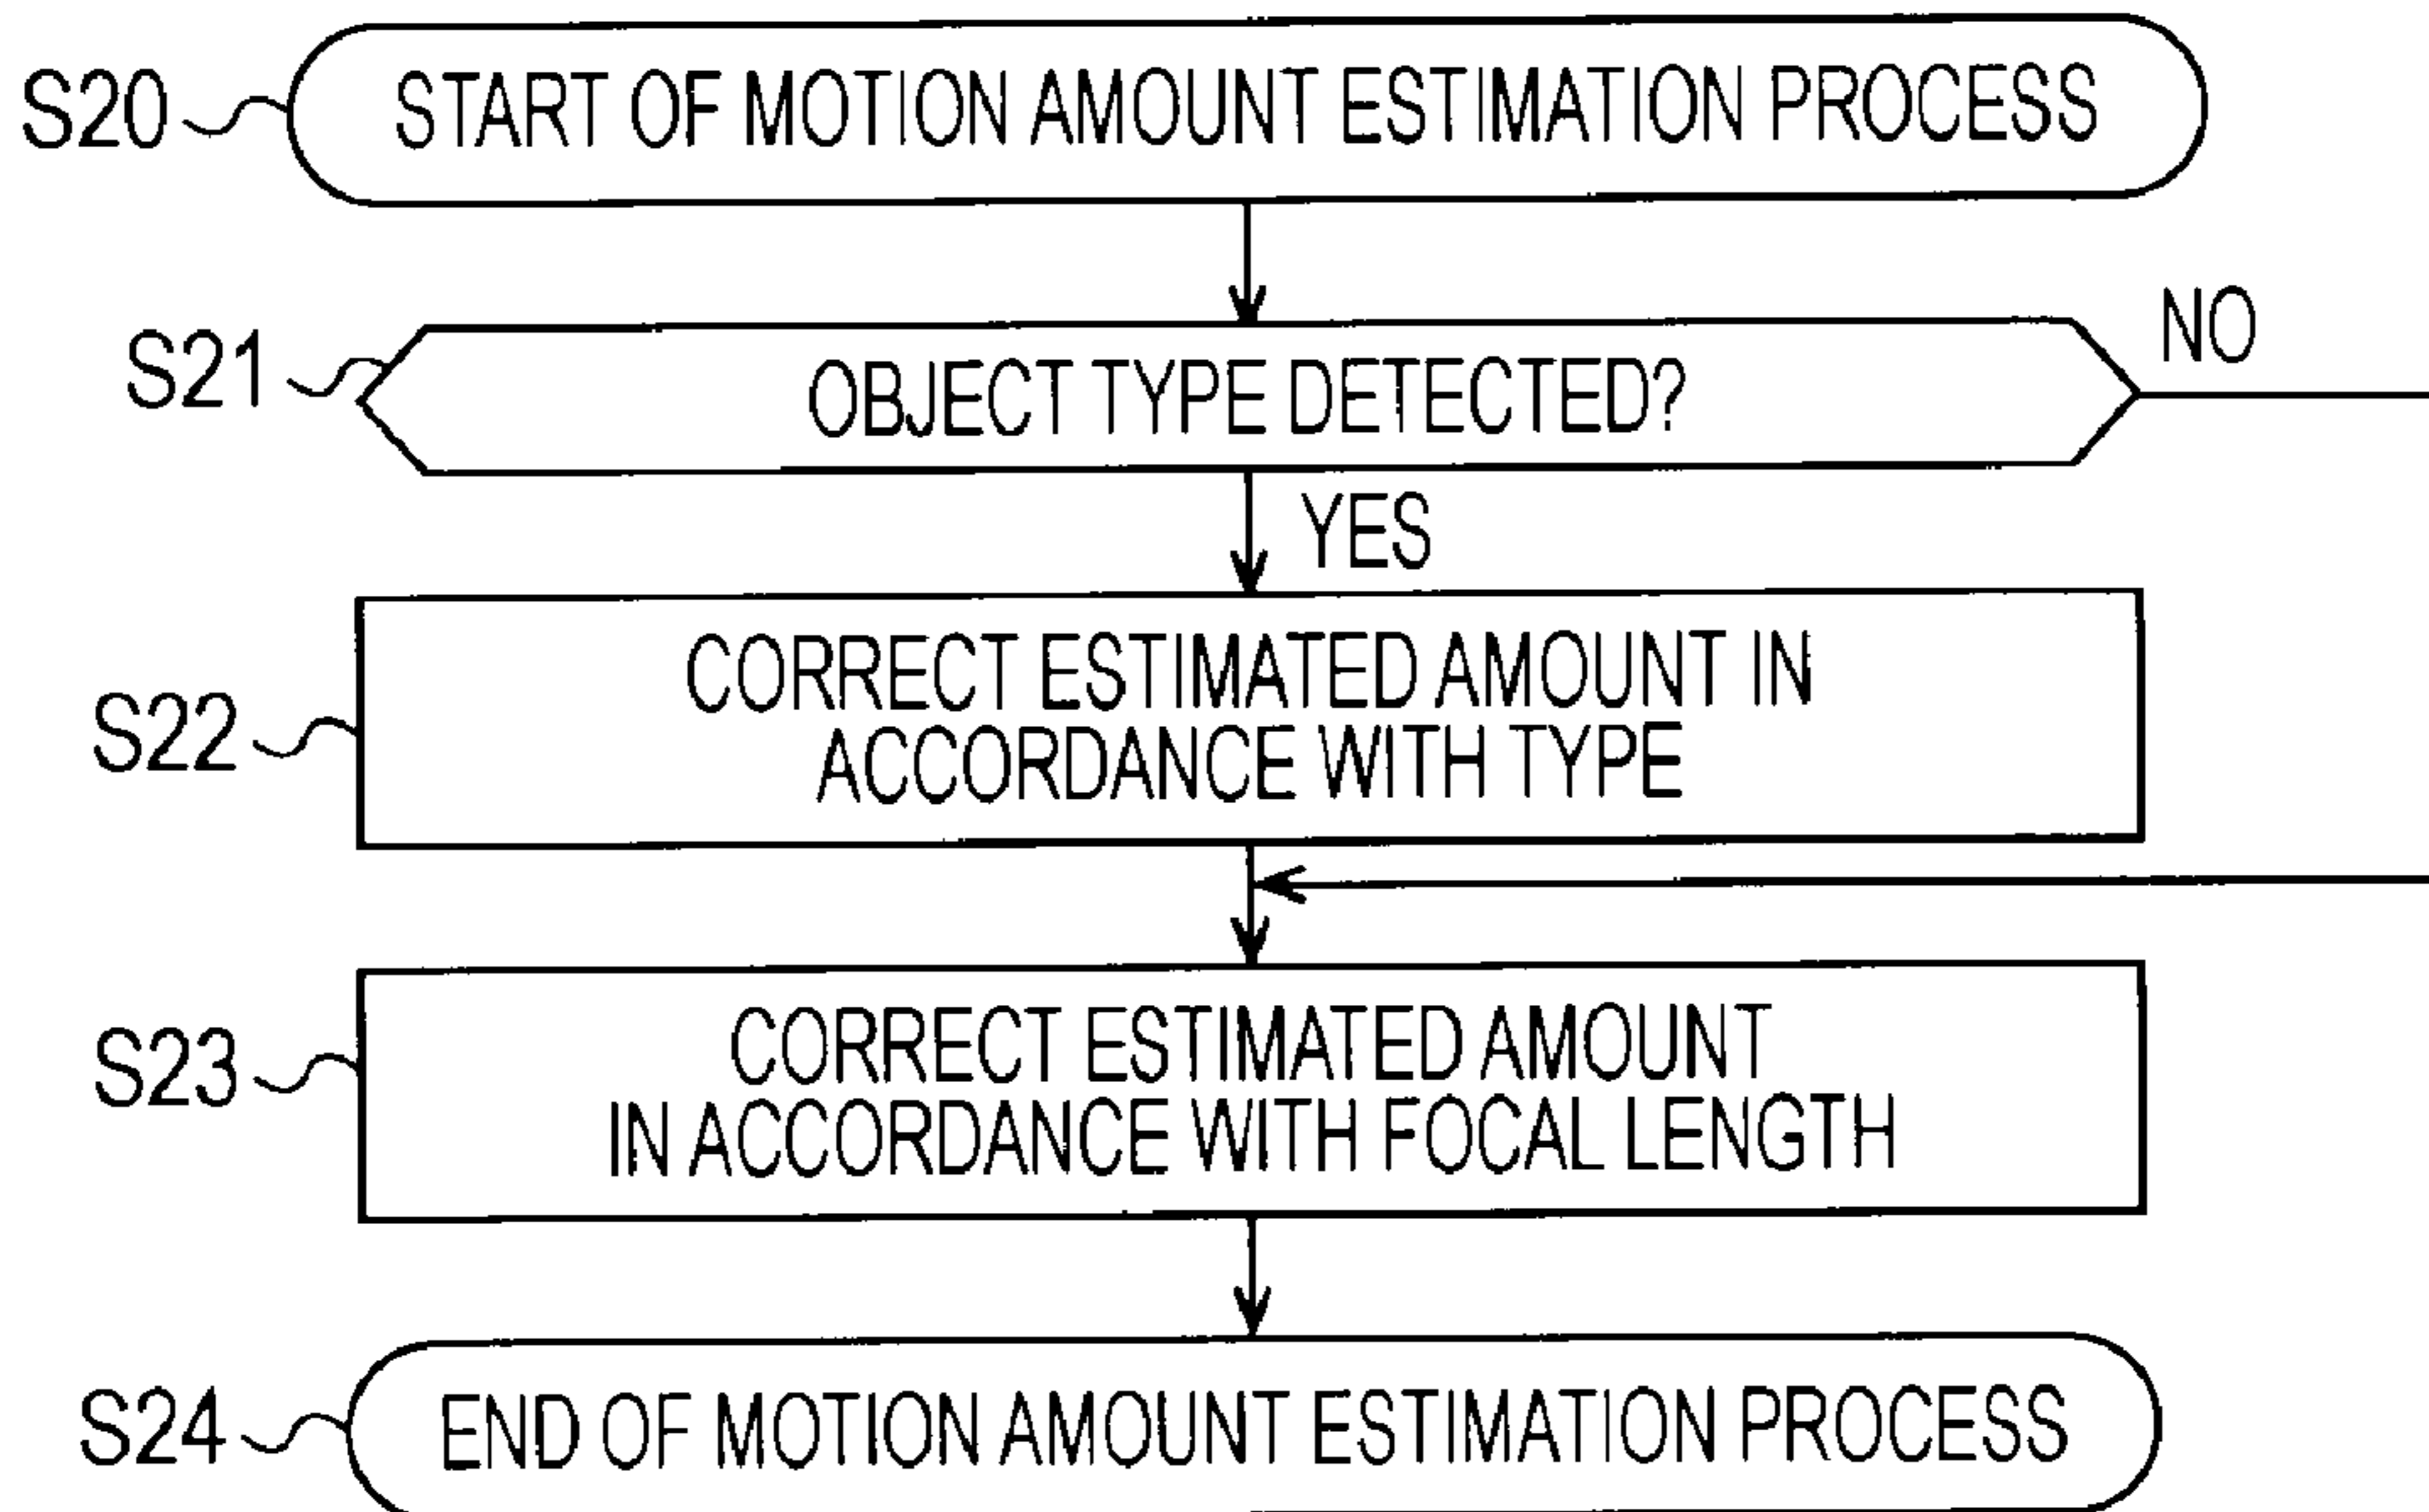 S20
START OF MOTION AMOUNT ESTIMATION PROCESS
S21
OBJECT TYPE DETECTED?
NO
YES
S22
CORRECT ESTIMATED AMOUNT IN
ACCORDANCE WITH TYPE
S23
CORRECT ESTIMATED AMOUNT
IN ACCORDANCE WITH FOCAL LENGTH
S24
END OF MOTION AMOUNT ESTIMATION PROCESS